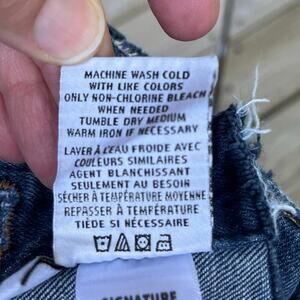 MACHINE WASH COLD
WITH LIKE COLORS
ONLY NON-CHLORINE BLEACH
WHEN NEEDED
TUMBLE DRY MEDIUM
WARM IRON IF NECESSARY
LAVER À L'EAU FROIDE AVEC
COULEURS SIMILAIRES
AGENT BLANCHISSANT
SEULEMENT AU BESOIN
SÉCHER À TEMPÉRATURE MOYENNE
REPASSER À TEMPÉRATURE
TIÈDE SI NÉCESSAIRE
SIGNATURE